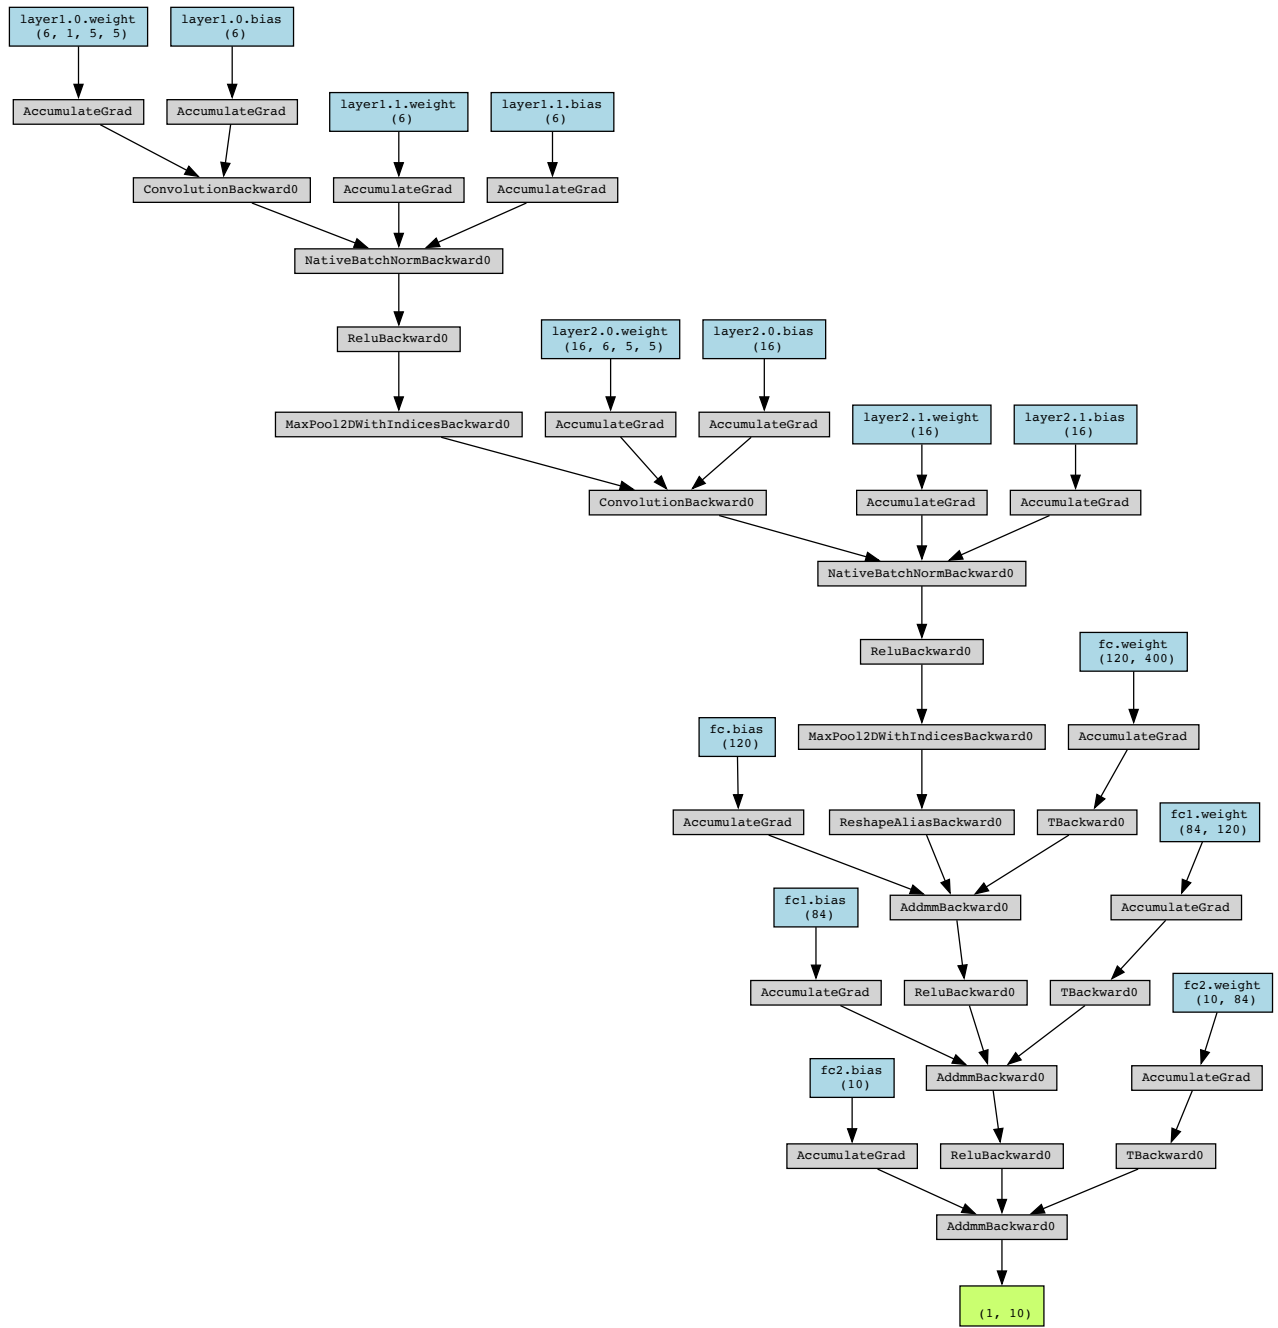 layer1.0.weight
(6, 1, 5, 5)
layer1.0.bias
(6)
AccumulateGrad
AccumulateGrad
layer1.1.weight
(6)
layer1.1.bias
(6)
ConvolutionBackward0
AccumulateGrad
AccumulateGrad
NativeBatchNormBackward0
ReluBackward0
layer2.0.weight
(16, 6, 5, 5)
layer2.0.bias
(16)
MaxPool2DWithIndicesBackward0
AccumulateGrad
AccumulateGrad
layer2.1.weight
(16)
layer2.1.bias
(16)
ConvolutionBackward0
AccumulateGrad
AccumulateGrad
NativeBatchNormBackward0
ReluBackward0
fc.weight
(120, 400)
fc.bias
(120)
MaxPool2DWithIndicesBackward0
AccumulateGrad
AccumulateGrad
ReshapeAliasBackward0
TBackward0
fc1.weight
(84, 120)
fc1.bias
(84)
AddmmBackward0
AccumulateGrad
AccumulateGrad
ReluBackward0
TBackward0
fc2.weight
(10, 84)
fc2.bias
(10)
AddmmBackward0
AccumulateGrad
AccumulateGrad
ReluBackward0
TBackward0
AddmmBackward0
(1, 10)